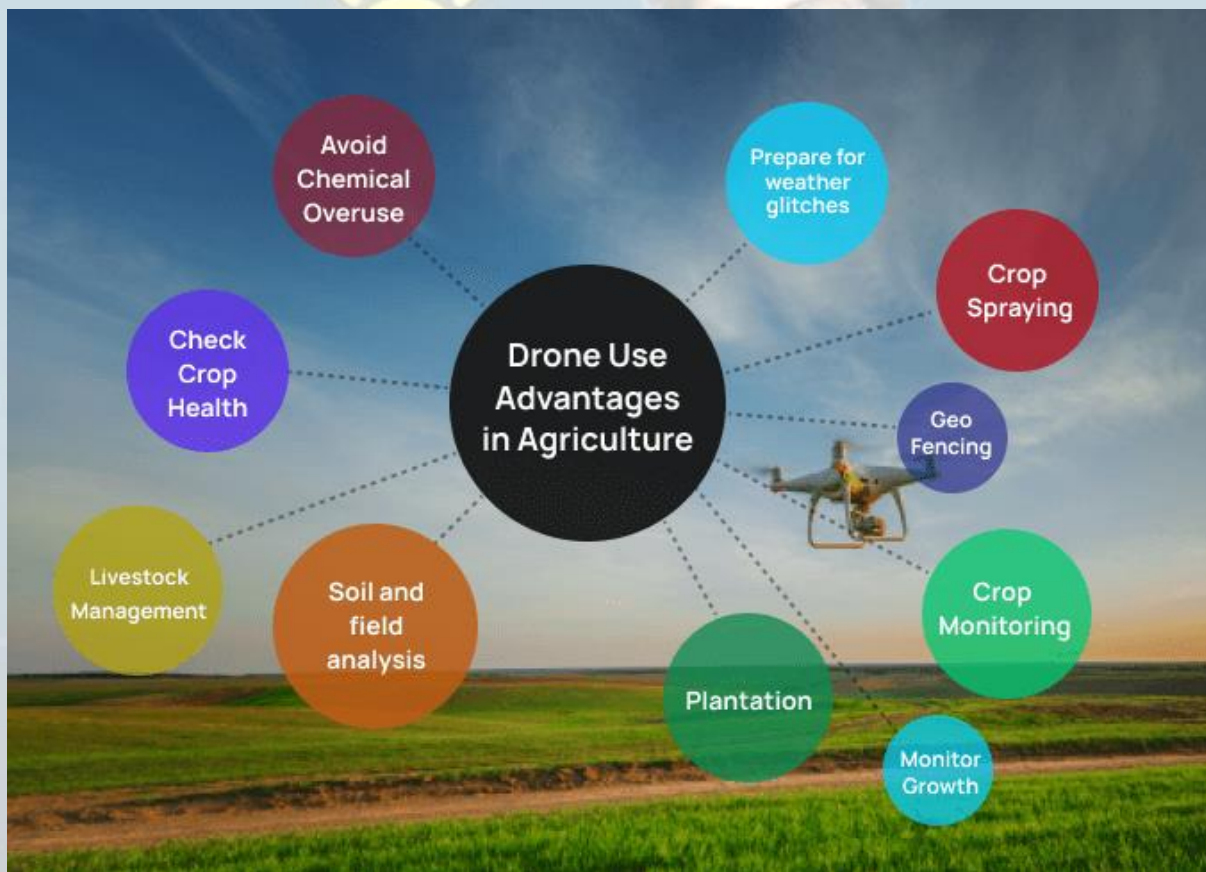 Avoid
Chemical
Overuse
Prepare for
weather
glitches
Crop
Spraying
Check
Crop
Health
Drone Use
Advantages
in Agriculture
Geo
Fencing
Livestock
Management
Soil and
field
analysis
Crop
Monitoring
Plantation
Monitor
Growth